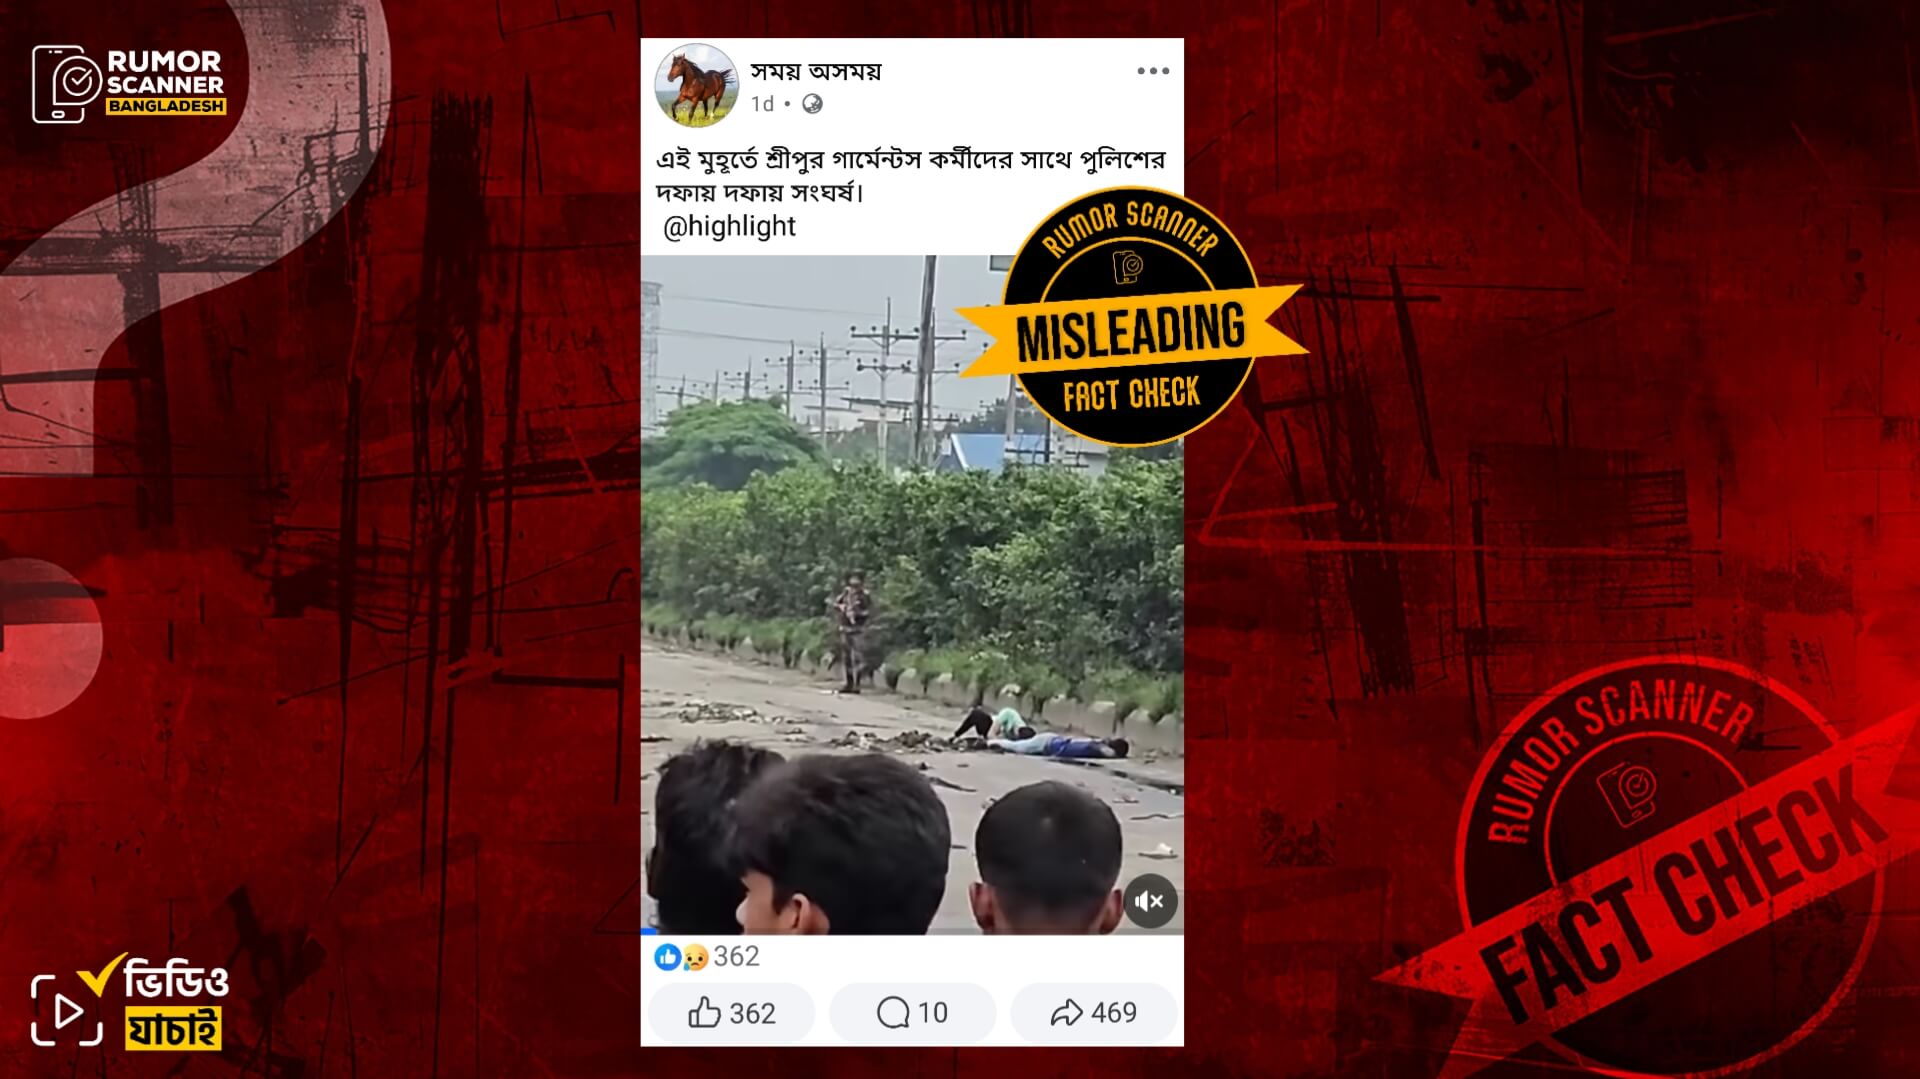 RUMOR
SCANNER
BANGLADESH
সময় অসময়
1d
এই মুহূর্তে শ্রীপুর গার্মেন্টস কর্মীদের সাথে পুলিশের
দফায় দফায় সংঘর্ষ।
@highlight
RUMOR SCANNER
MISLEADING
FACT CHECK
362
362
10
469
ভিডিও
যাচাই
RUMOR SCANNER
FACT CHECK